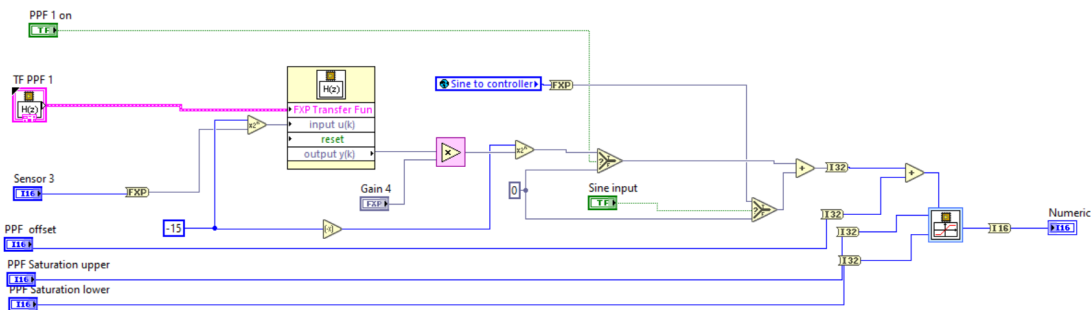 PPF 1 on
TF
TF PPF 1
H(z)
H(z)
FXP Transfer Fun
input u(k)
reset
output y(k)
x2ⁿ
Sine to controller
FXP
x
x2ⁿ
Sensor 3
I16
FXP
Gain 4
FXP
0
Sine input
TF
?
?
+
I32
+
-15
PPF offset
I16
I32
I32
I32
I16
Numeric
I16
PPF Saturation upper
I16
PPF Saturation lower
I16